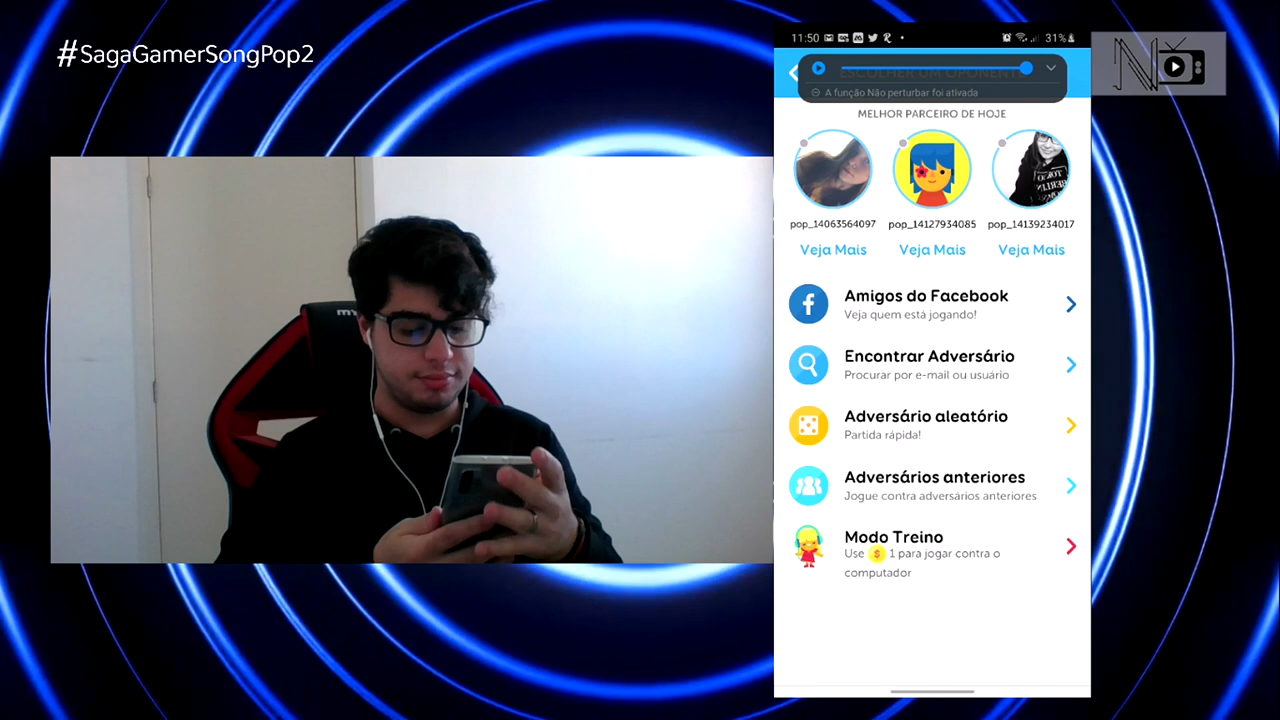 #SagaGamerSongPop2
11:50
31%
ESCOLHER UM OPONENTE
A função Não perturbar foi ativada
MELHOR PARCEIRO DE HOJE
pop_14063564097
pop_14127934085
pop_14139234017
Veja Mais
Veja Mais
Veja Mais
Amigos do Facebook
Veja quem está jogando!
Encontrar Adversário
Procurar por e-mail ou usuário
Adversário aleatório
Partida rápida!
Adversários anteriores
Jogue contra adversários anteriores
Modo Treino
Use $ 1 para jogar contra o
computador